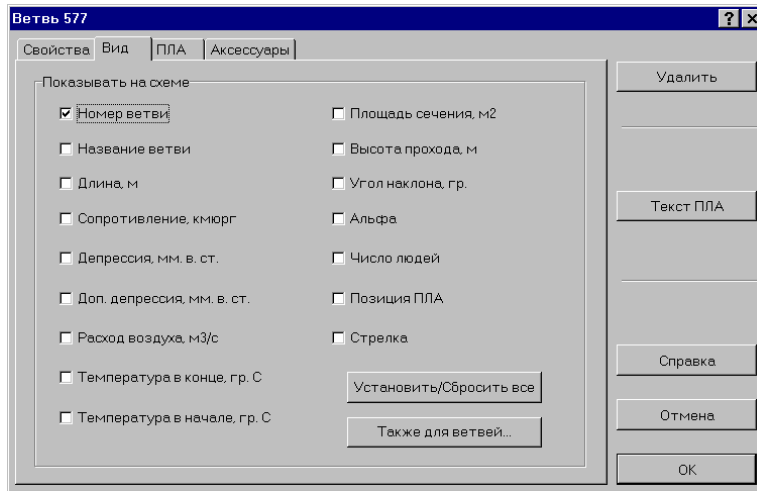 Ветвь 577
Свойства Вид ПЛА Аксессуары
Показывать на схеме
Номер ветви
Название ветви
Длина, м
Сопротивление, кмюрг
Депрессия, мм. в. ст.
Доп. депрессия, мм. в. ст.
Расход воздуха, м3/с
Температура в конце, гр. С
Температура в начале, гр. С
Площадь сечения, м2
Высота прохода, м
Угол наклона, гр.
Альфа
Число людей
Позиция ПЛА
Стрелка
Установить/Сбросить все
Также для ветвей...
Удалить
Текст ПЛА
Справка
Отмена
OK